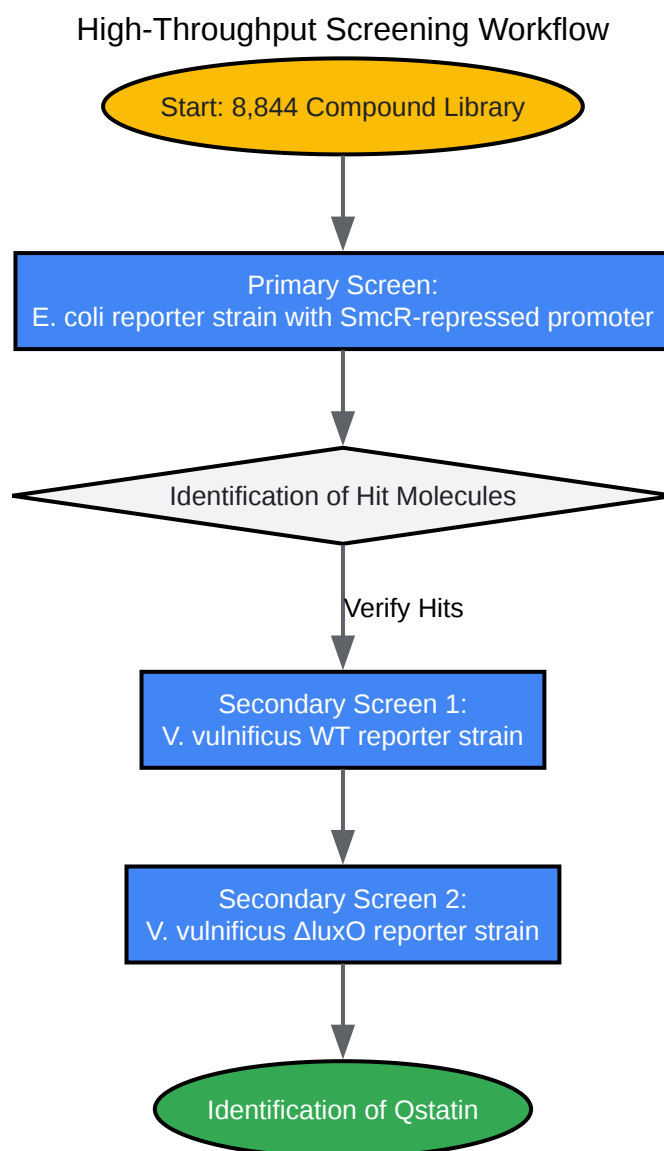 High-Throughput Screening Workflow
Start: 8,844 Compound Library
Primary Screen:
E. coli reporter strain with SmcR-repressed promoter
Identification of Hit Molecules
Verify Hits
Secondary Screen 1:
V. vulnificus WT reporter strain
Secondary Screen 2:
V. vulnificus ΔluxO reporter strain
Identification of Qstatin